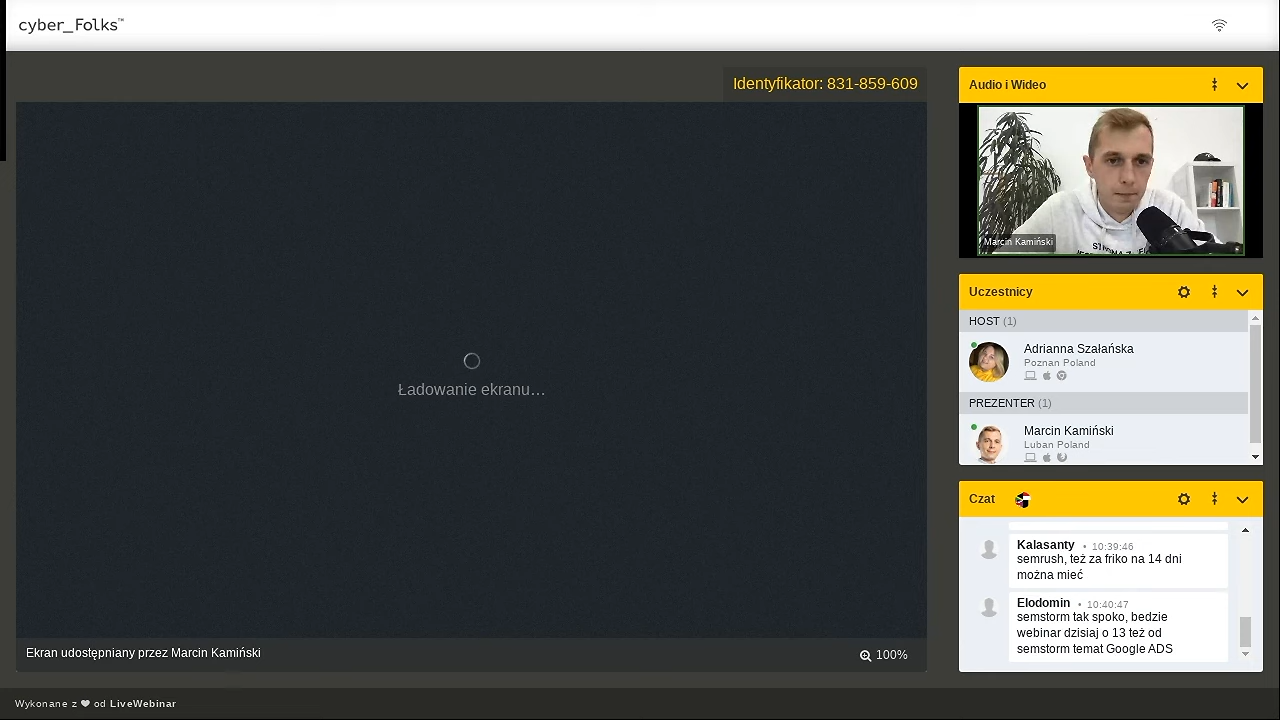 cyber_Folks™
Identyfikator: 831-859-609
Ładowanie ekranu…
Ekran udostępniany przez Marcin Kamiński
100%
Audio i Wideo
Marcin Kamiński
Uczestnicy
HOST (1)
Adrianna Szałańska
Poznan Poland
PREZENTER (1)
Marcin Kamiński
Luban Poland
Czat
Kalasanty • 10:39:46
semrush, też za friko na 14 dni
można mieć
Elodomin • 10:40:47
semstorm tak spoko, bedzie
webinar dzisiaj o 13 też od
semstorm temat Google ADS
Wykonane z ❤ od LiveWebinar